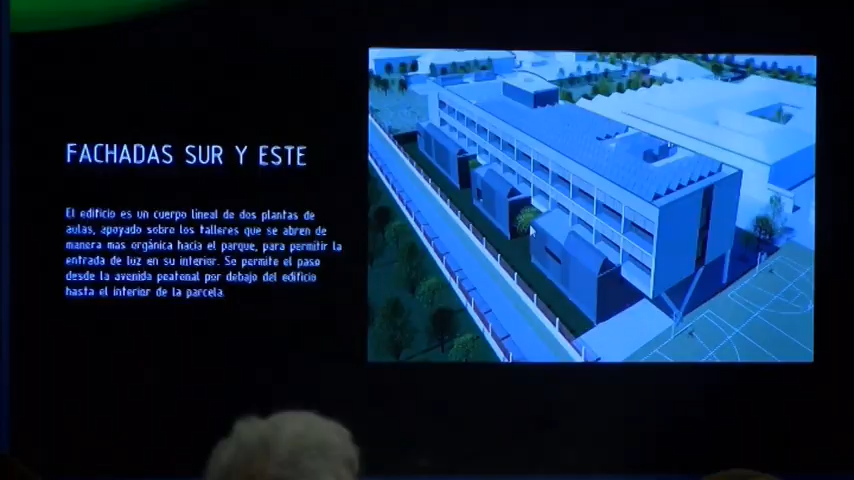 FACHADAS SUR Y ESTE
El edificio es un cuerpo lineal de dos plantas de
aulas, apoyado sobre los talleres que se abren de
manera mas orgánica hacia el parque, para permitir la
entrada de luz en su interior. Se permite el paso
desde la avenida peatonal por debajo del edificio
hasta el interior de la parcela.